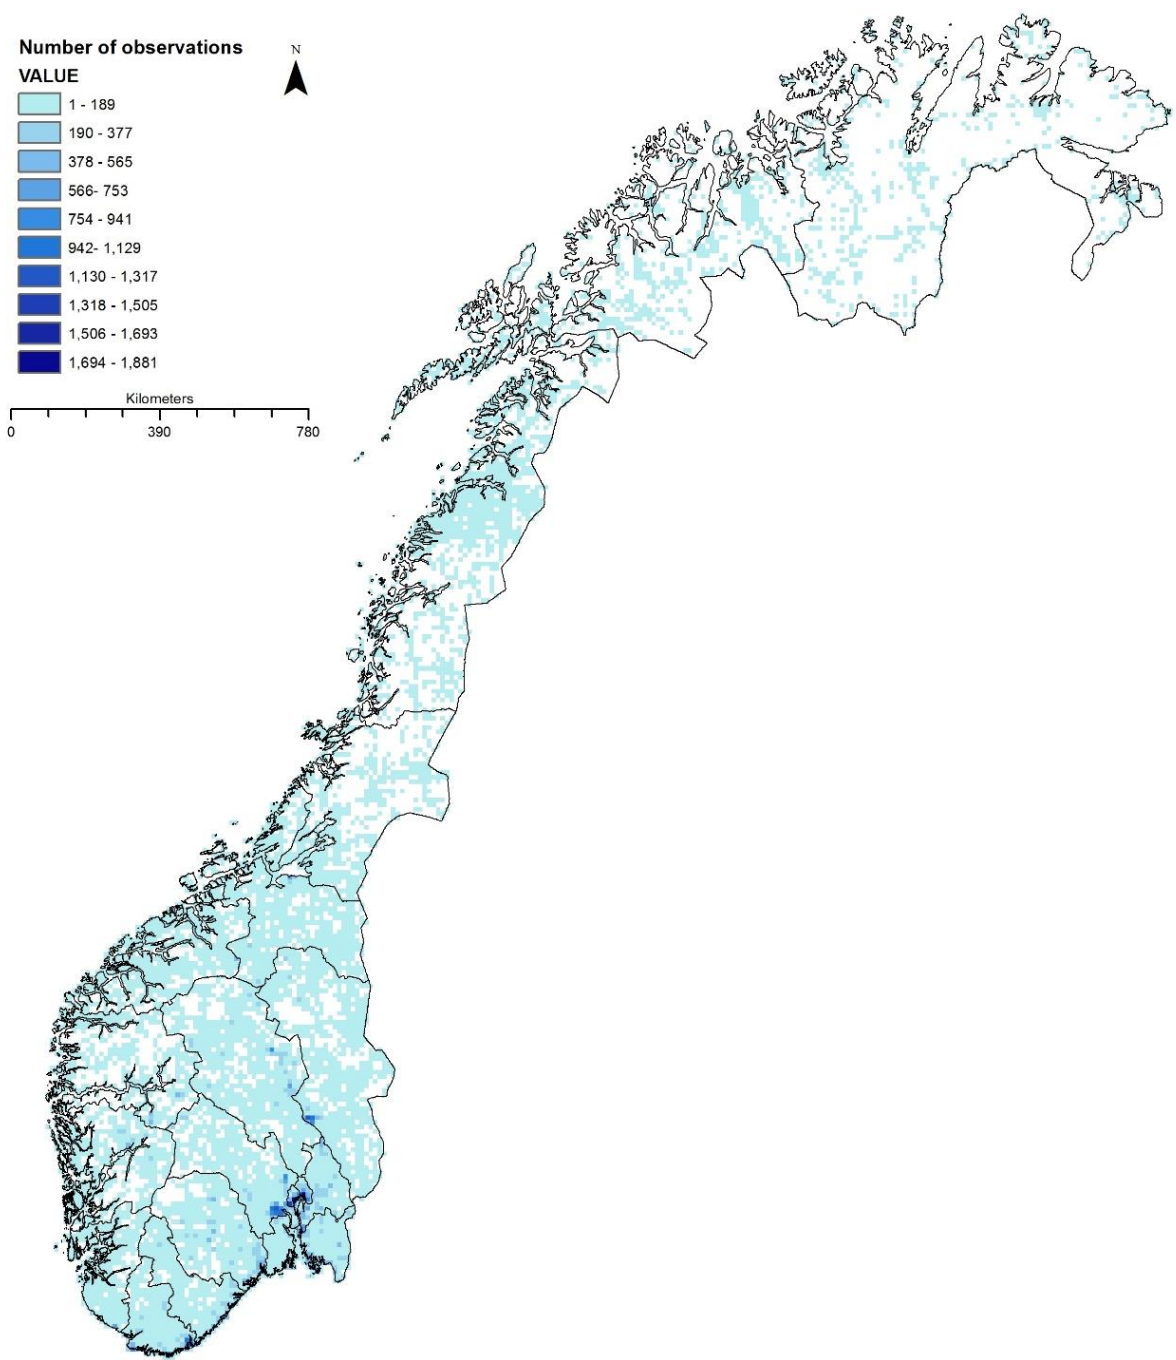 Number of observations
N
VALUE
1 - 189
190 - 377
378 - 565
566- 753
754 - 941
942- 1,129
1,130 - 1,317
1,318 - 1,505
1,506 - 1,693
1,694 - 1,881
Kilometers
0 390 780